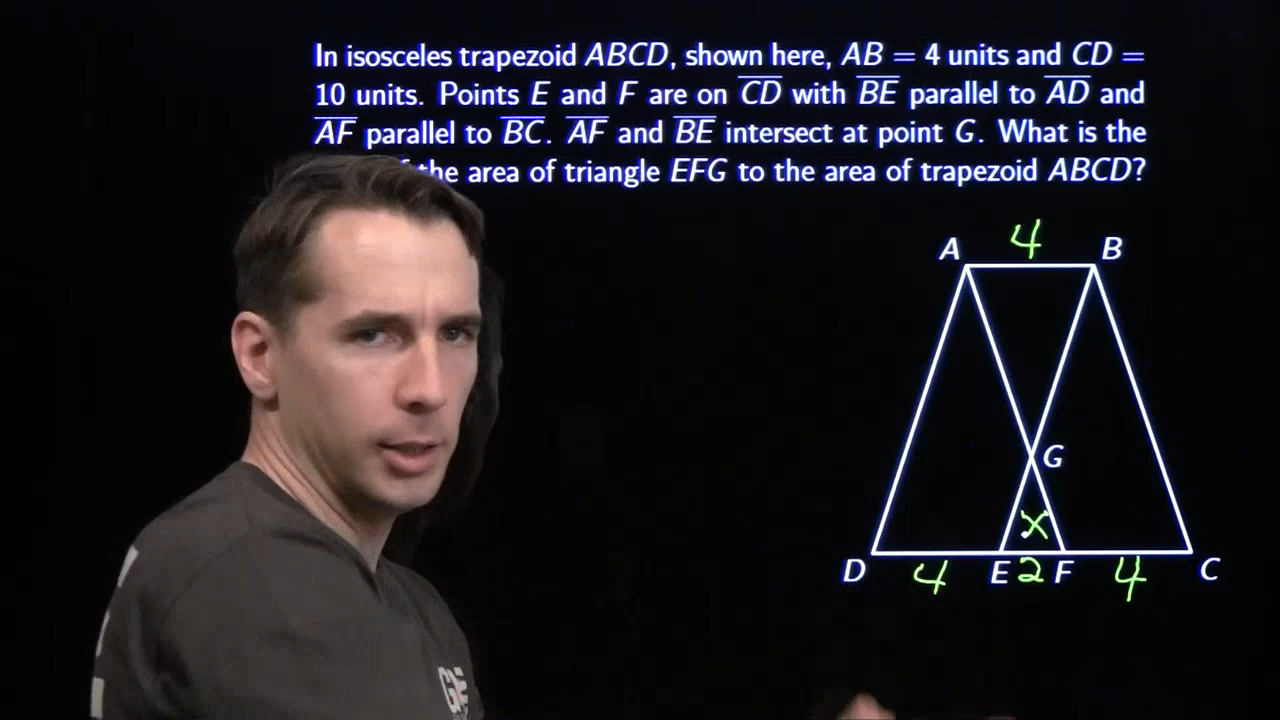 In isosceles trapezoid ABCD, shown here, AB = 4 units and CD =
10 units. Points E and F are on CD with BE parallel to AD and
AF parallel to BC. AF and BE intersect at point G. What is the
the area of triangle EFG to the area of trapezoid ABCD?
4
A B
G
x
D E F C
4 2 4